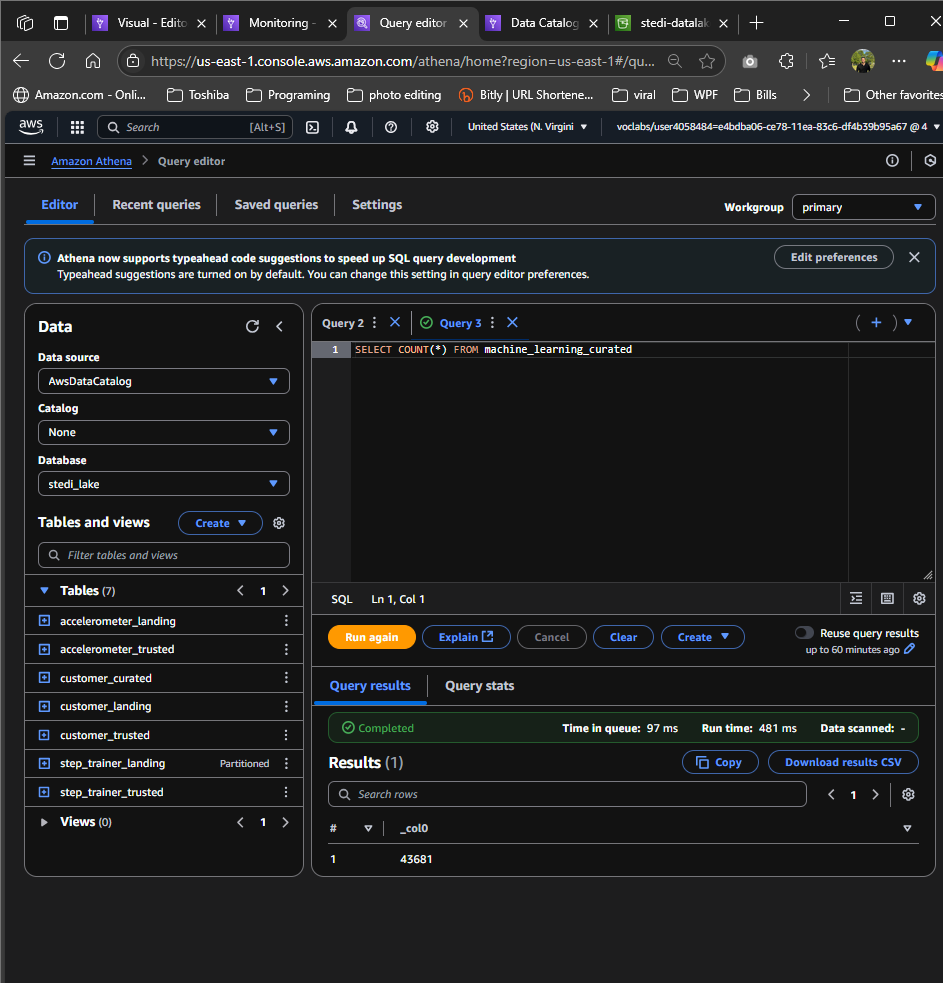 Visual - Edito
Monitoring -
Query editor
Data Catalog
stedi-datalak
https://us-east-1.console.aws.amazon.com/athena/home?region=us-east-1#/qu...
Amazon.com - Onli...
Toshiba
Programing
photo editing
Bitly | URL Shortene...
viral
WPF
Bills
Other favorites
aws
Search
[Alt+S]
United States (N. Virgini
voclabs/user4058484=e4bdba06-ce78-11ea-83c6-df4b39b95a67 @ 4
Amazon Athena > Query editor
Editor
Recent queries
Saved queries
Settings
Workgroup
primary
Athena now supports typeahead code suggestions to speed up SQL query development
Typeahead suggestions are turned on by default. You can change this setting in query editor preferences.
Edit preferences
Data
Data source
AwsDataCatalog
Catalog
None
Database
stedi_lake
Tables and views
Create
Filter tables and views
Tables (7)
1
accelerometer_landing
accelerometer_trusted
customer_curated
customer_landing
customer_trusted
step_trainer_landing
Partitioned
step_trainer_trusted
Views (0)
1
Query 2
Query 3
1 SELECT COUNT(*) FROM machine_learning_curated
SQL
Ln 1, Col 1
Run again
Explain
Cancel
Clear
Create
Reuse query results
up to 60 minutes ago
Query results
Query stats
Completed
Time in queue: 97 ms
Run time: 481 ms
Data scanned: -
Results (1)
Copy
Download results CSV
Search rows
1
#
_col0
1
43681